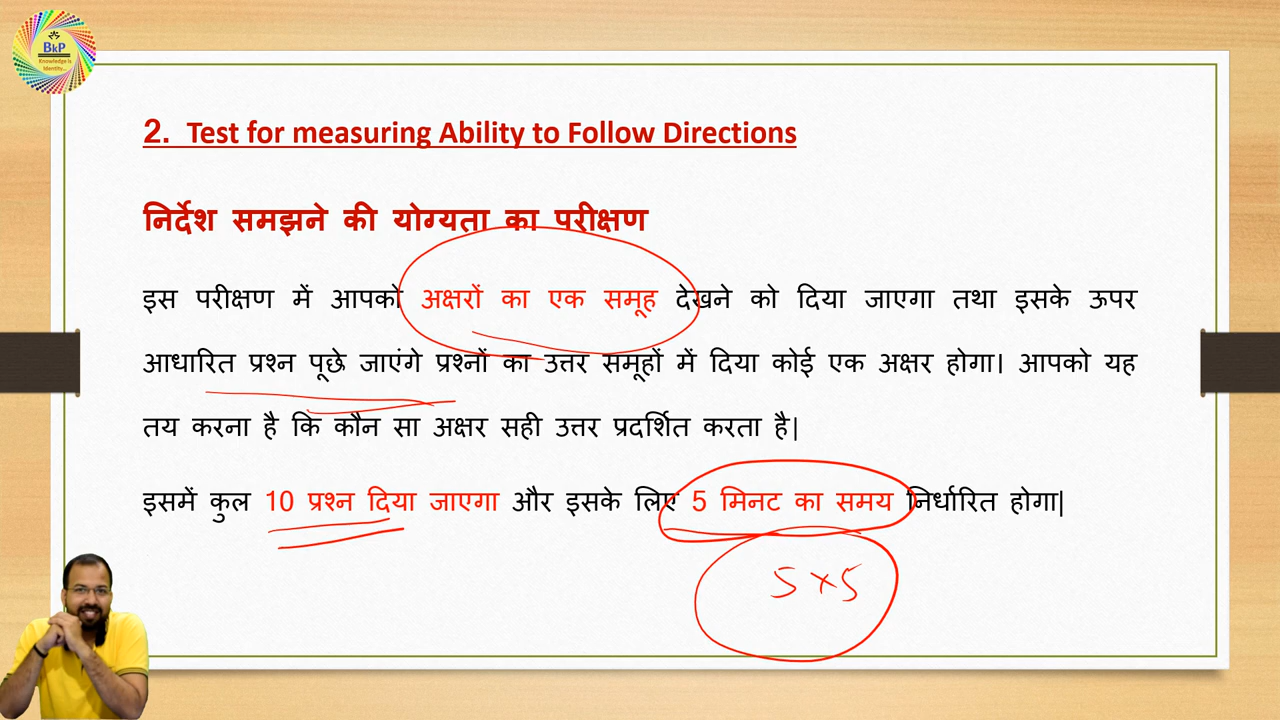 BkP
Knowledge is
Identity...
2. Test for measuring Ability to Follow Directions
निर्देश समझने की योग्यता का परीक्षण
इस परीक्षण में आपको अक्षरों का एक समूह देखने को दिया जाएगा तथा इसके ऊपर
आधारित प्रश्न पूछे जाएंगे प्रश्नों का उत्तर समूहों में दिया कोई एक अक्षर होगा। आपको यह
तय करना है कि कौन सा अक्षर सही उत्तर प्रदर्शित करता है|
इसमें कुल 10 प्रश्न दिया जाएगा और इसके लिए 5 मिनट का समय निर्धारित होगा|
5 x 5